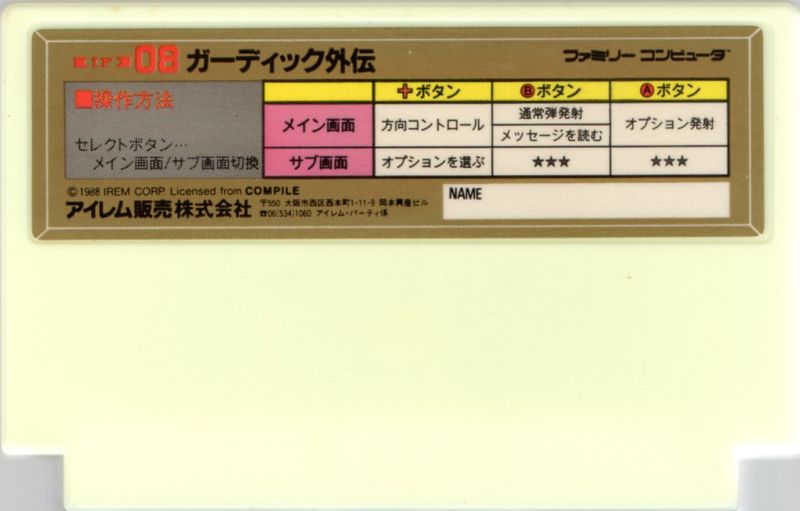 IF 08 ガーディック外伝
ファミリー コンピュータ™
■操作方法
セレクトボタン…
メイン画面/サブ画面切換
+ボタン Ⓑボタン Ⓐボタン
メイン画面 方向コントロール 通常弾発射 オプション発射
メッセージを読む
サブ画面 オプションを選ぶ ★★★ ★★★
©1988 IREM CORP. Licensed from COMPILE
アイレム販売株式会社
〒550 大阪市西区西本町1-11-9 岡本興産ビル
☎06(534)1060 アイレム・パーティ係
NAME